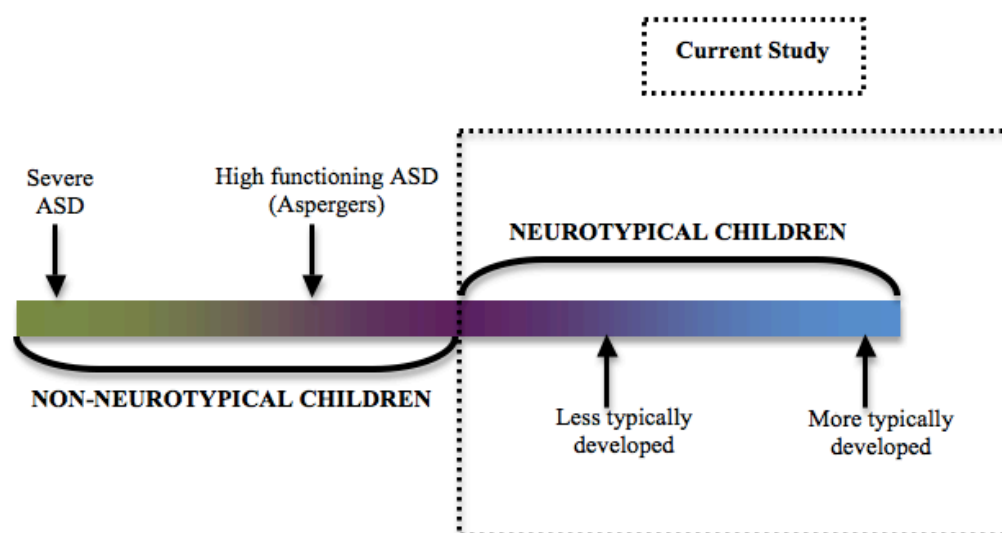 Current Study
Severe
ASD
High functioning ASD
(Aspergers)
NEUROTYPICAL CHILDREN
NON-NEUROTYPICAL CHILDREN
Less typically
developed
More typically
developed